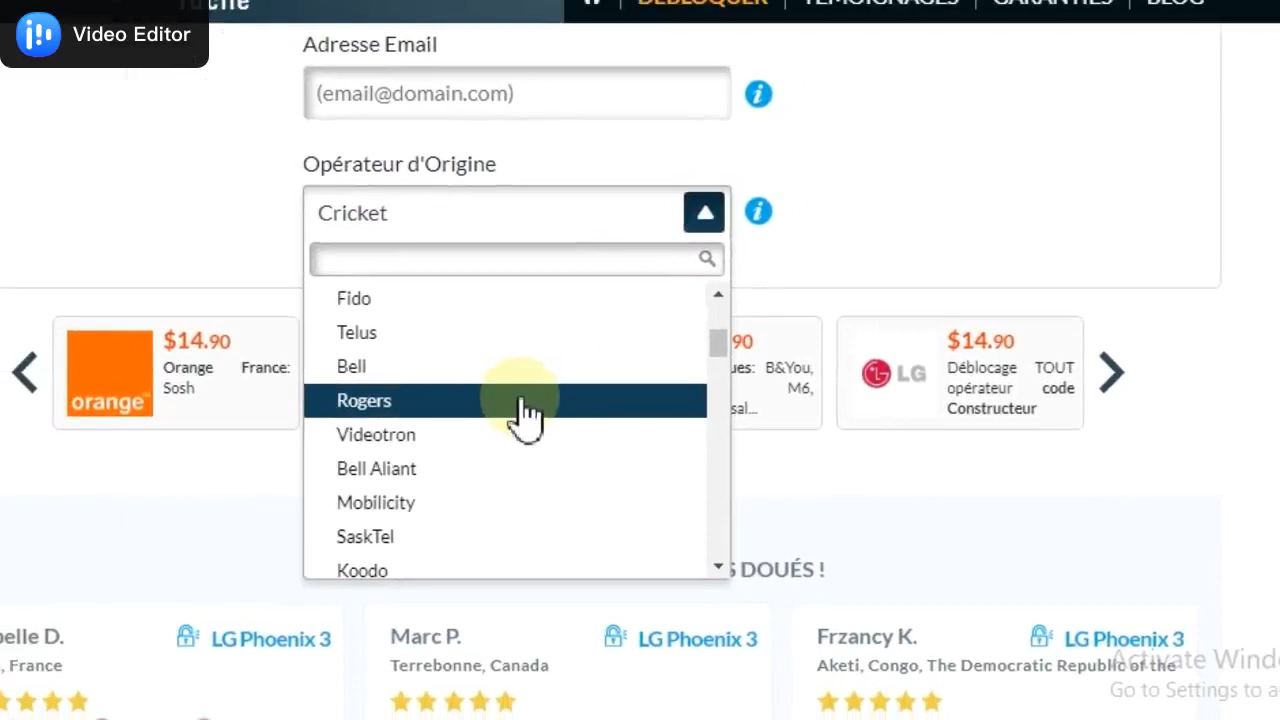 Video Editor
DÉBLOQUER
TÉMOIGNAGES
GARANTIES
BLOG
Adresse Email
(email@domain.com)
Opérateur d'Origine
Cricket
Fido
Telus
Bell
Rogers
Videotron
Bell Aliant
Mobilicity
SaskTel
Koodo
orange
$14.90
Orange France:
Sosh
90
ues: B&You,
M6,
sal...
LG
$14.90
Déblocage TOUT
opérateur code
Constructeur
DOUÉS !
elle D.
LG Phoenix 3
, France
Marc P.
LG Phoenix 3
Terrebonne, Canada
Frzancy K.
LG Phoenix 3
Aketi, Congo, The Democratic Republic of the
Activate Wind
Go to Settings to a